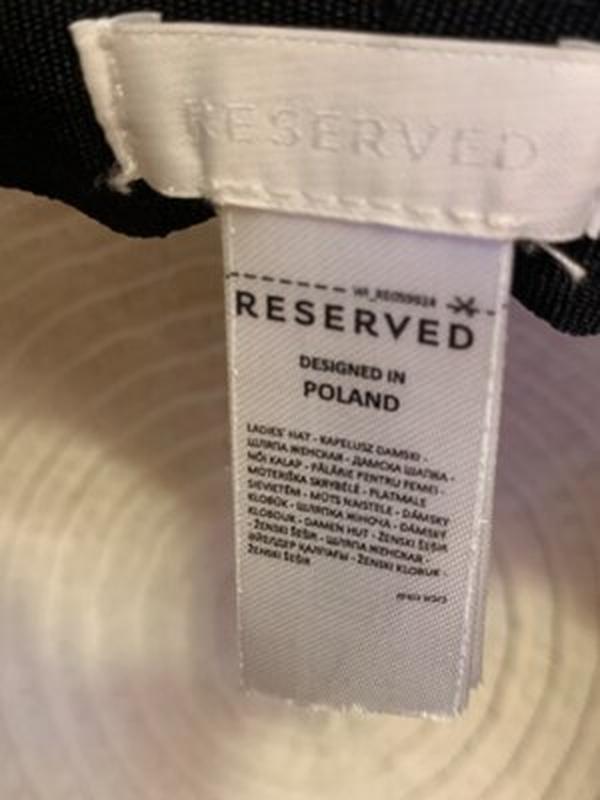 RESERVED
RESERVED
DESIGNED IN
POLAND
LADIES' HAT - KAPELUSZ DAMSKI -
ШЛЯПА ЖЕНСКАЯ - ДАМСКА ШАПКА -
NŐI KALAP - PĂLĂRIE PENTRU FEMEI -
MOTERIŠKA SKRYBĖLĖ - PLATMALE
SIEVIETĒM - MÜTS NAISTELE - DÁMSKY
KLOBÚK - ШЛЯПКА ЖІНОЧА - DÁMSKÝ
KLOBOUK - DAMEN HUT - ŽENSKI ŠEŠIR
- ŽENSKI ŠEŠIR - ШЛЯПА ЖЕНСКАЯ -
ӘЙЕЛДЕР ҚАЛПАҒЫ - ŽENSKI KLOBUK -
ŽENSKI ŠEŠIR